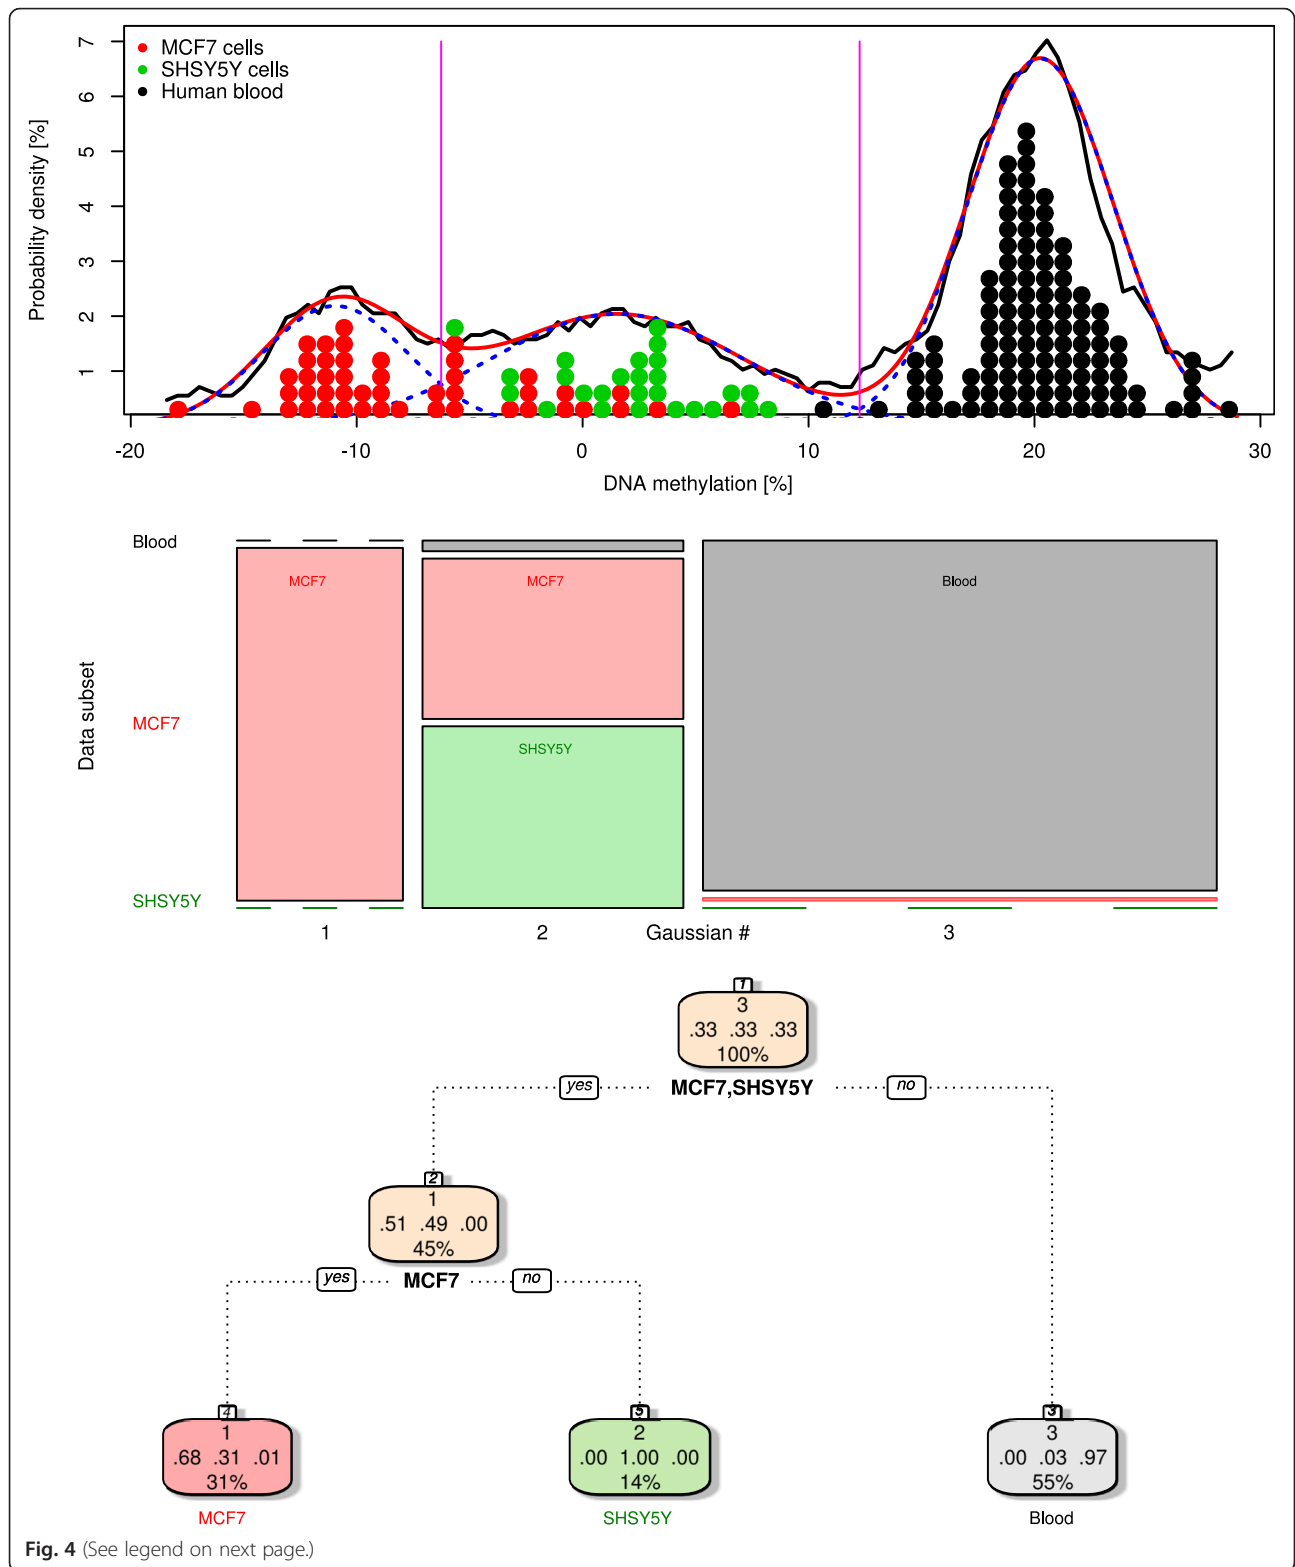 MCF7 cells
SHSY5Y cells
Human blood
Probability density [%]
7
6
5
4
3
2
1
-20 -10 0 10 20 30
DNA methylation [%]
Data subset
Blood
MCF7
SHSY5Y
MCF7
MCF7
SHSY5Y
Blood
1 2 Gaussian # 3
1
3
.33 .33 .33
100%
yes MCF7,SHSY5Y no
2
1
.51 .49 .00
45%
yes MCF7 no
4
1
.68 .31 .01
31%
MCF7
5
2
.00 1.00 .00
14%
SHSY5Y
3
3
.00 .03 .97
55%
Blood
Fig. 4 (See legend on next page.)